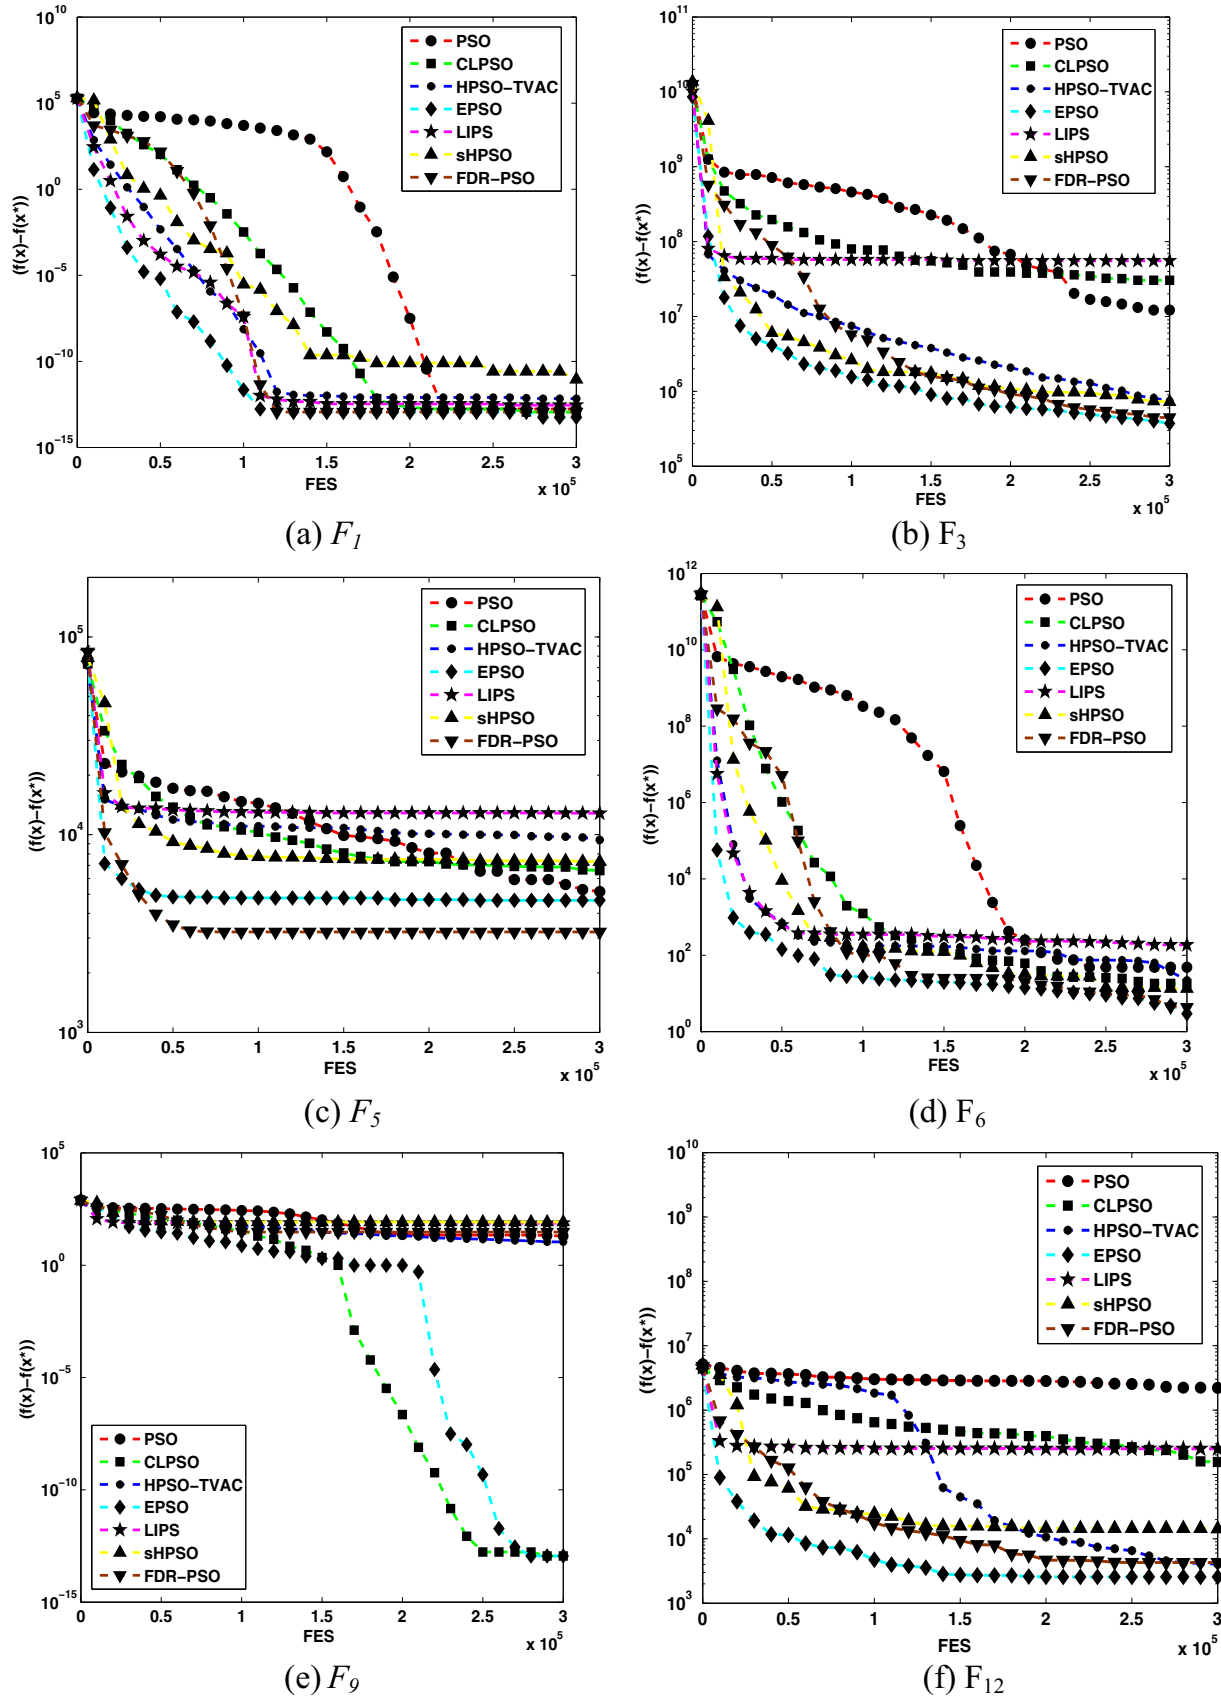 10^10
10^5
10^0
10^-5
10^-10
10^-15
(f(x)−f(x*))
0 0.5 1 1.5 2 2.5 3
FES
x 10^5
PSO
CLPSO
HPSO−TVAC
EPSO
LIPS
sHPSO
FDR−PSO
(a) F_1
10^11
10^10
10^9
10^8
10^7
10^6
10^5
(f(x)−f(x*))
0 0.5 1 1.5 2 2.5 3
FES
x 10^5
PSO
CLPSO
HPSO−TVAC
EPSO
LIPS
sHPSO
FDR−PSO
(b) F_3
10^5
10^4
10^3
(f(x)−f(x*))
0 0.5 1 1.5 2 2.5 3
FES
x 10^5
PSO
CLPSO
HPSO−TVAC
EPSO
LIPS
sHPSO
FDR−PSO
(c) F_5
10^12
10^10
10^8
10^6
10^4
10^2
10^0
(f(x)−f(x*))
0 0.5 1 1.5 2 2.5 3
FES
x 10^5
PSO
CLPSO
HPSO−TVAC
EPSO
LIPS
sHPSO
FDR−PSO
(d) F_6
10^5
10^0
10^-5
10^-10
10^-15
(f(x)−f(x*))
0 0.5 1 1.5 2 2.5 3
FES
x 10^5
PSO
CLPSO
HPSO−TVAC
EPSO
LIPS
sHPSO
FDR−PSO
(e) F_9
10^10
10^9
10^8
10^7
10^6
10^5
10^4
10^3
(f(x)−f(x*))
0 0.5 1 1.5 2 2.5 3
FES
x 10^5
PSO
CLPSO
HPSO−TVAC
EPSO
LIPS
sHPSO
FDR−PSO
(f) F_12